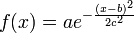 f(x) = ae^{-\frac{(x-b)^2}{2c^2}}